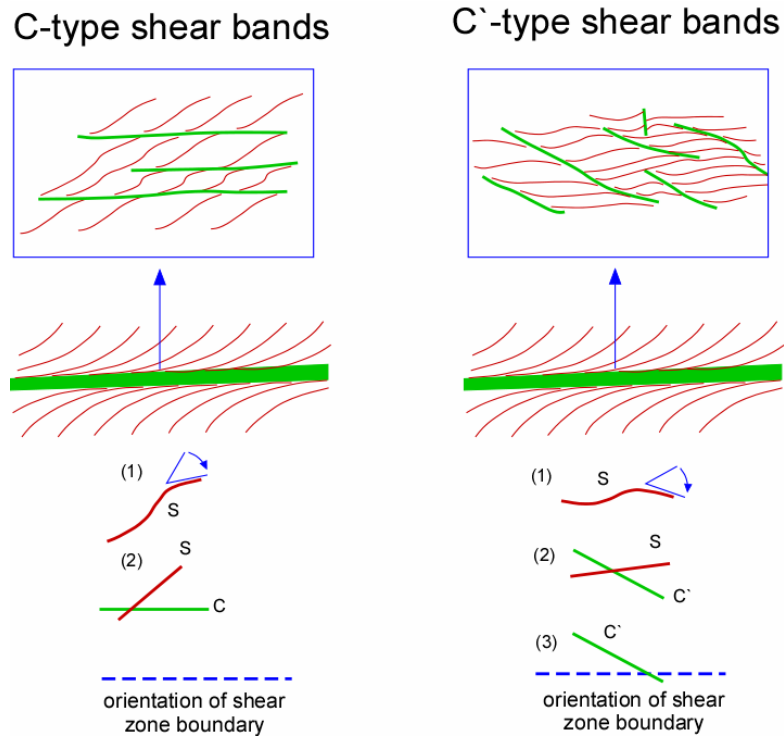 C-type shear bands
C`-type shear bands
(1)
S
(2)
S
C
orientation of shear
zone boundary
(1)
S
(2)
S
C`
(3)
C`
orientation of shear
zone boundary